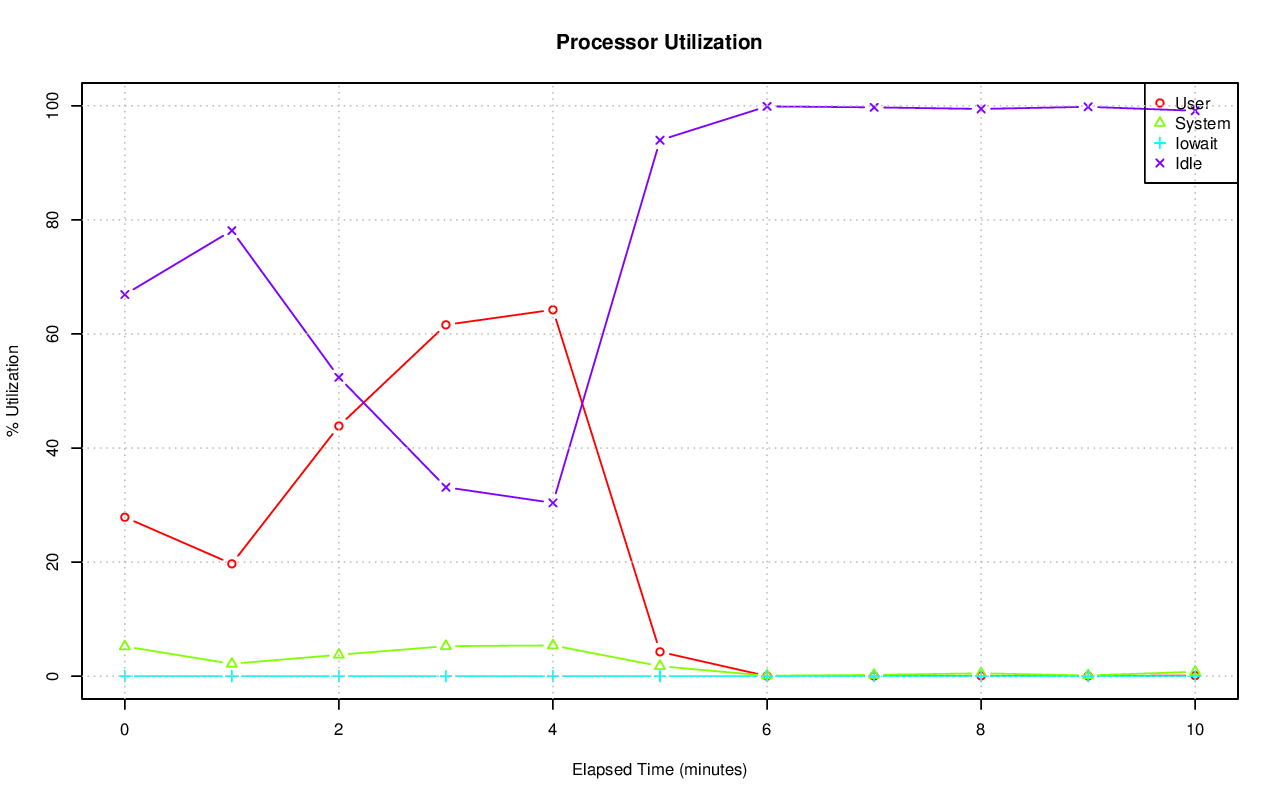 Processor Utilization
% Utilization
100
80
60
40
20
0
User
System
Iowait
Idle
0 2 4 6 8 10
Elapsed Time (minutes)